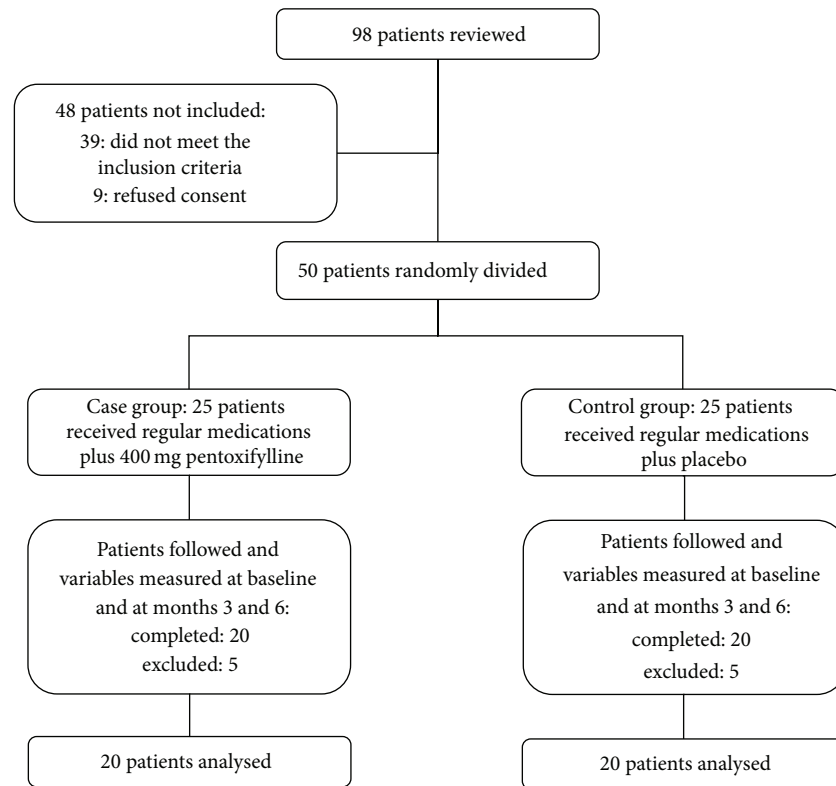 98 patients reviewed
48 patients not included:
39: did not meet the
inclusion criteria
9: refused consent
50 patients randomly divided
Case group: 25 patients
received regular medications
plus 400 mg pentoxifylline
Control group: 25 patients
received regular medications
plus placebo
Patients followed and
variables measured at baseline
and at months 3 and 6:
completed: 20
excluded: 5
Patients followed and
variables measured at baseline
and at months 3 and 6:
completed: 20
excluded: 5
20 patients analysed
20 patients analysed